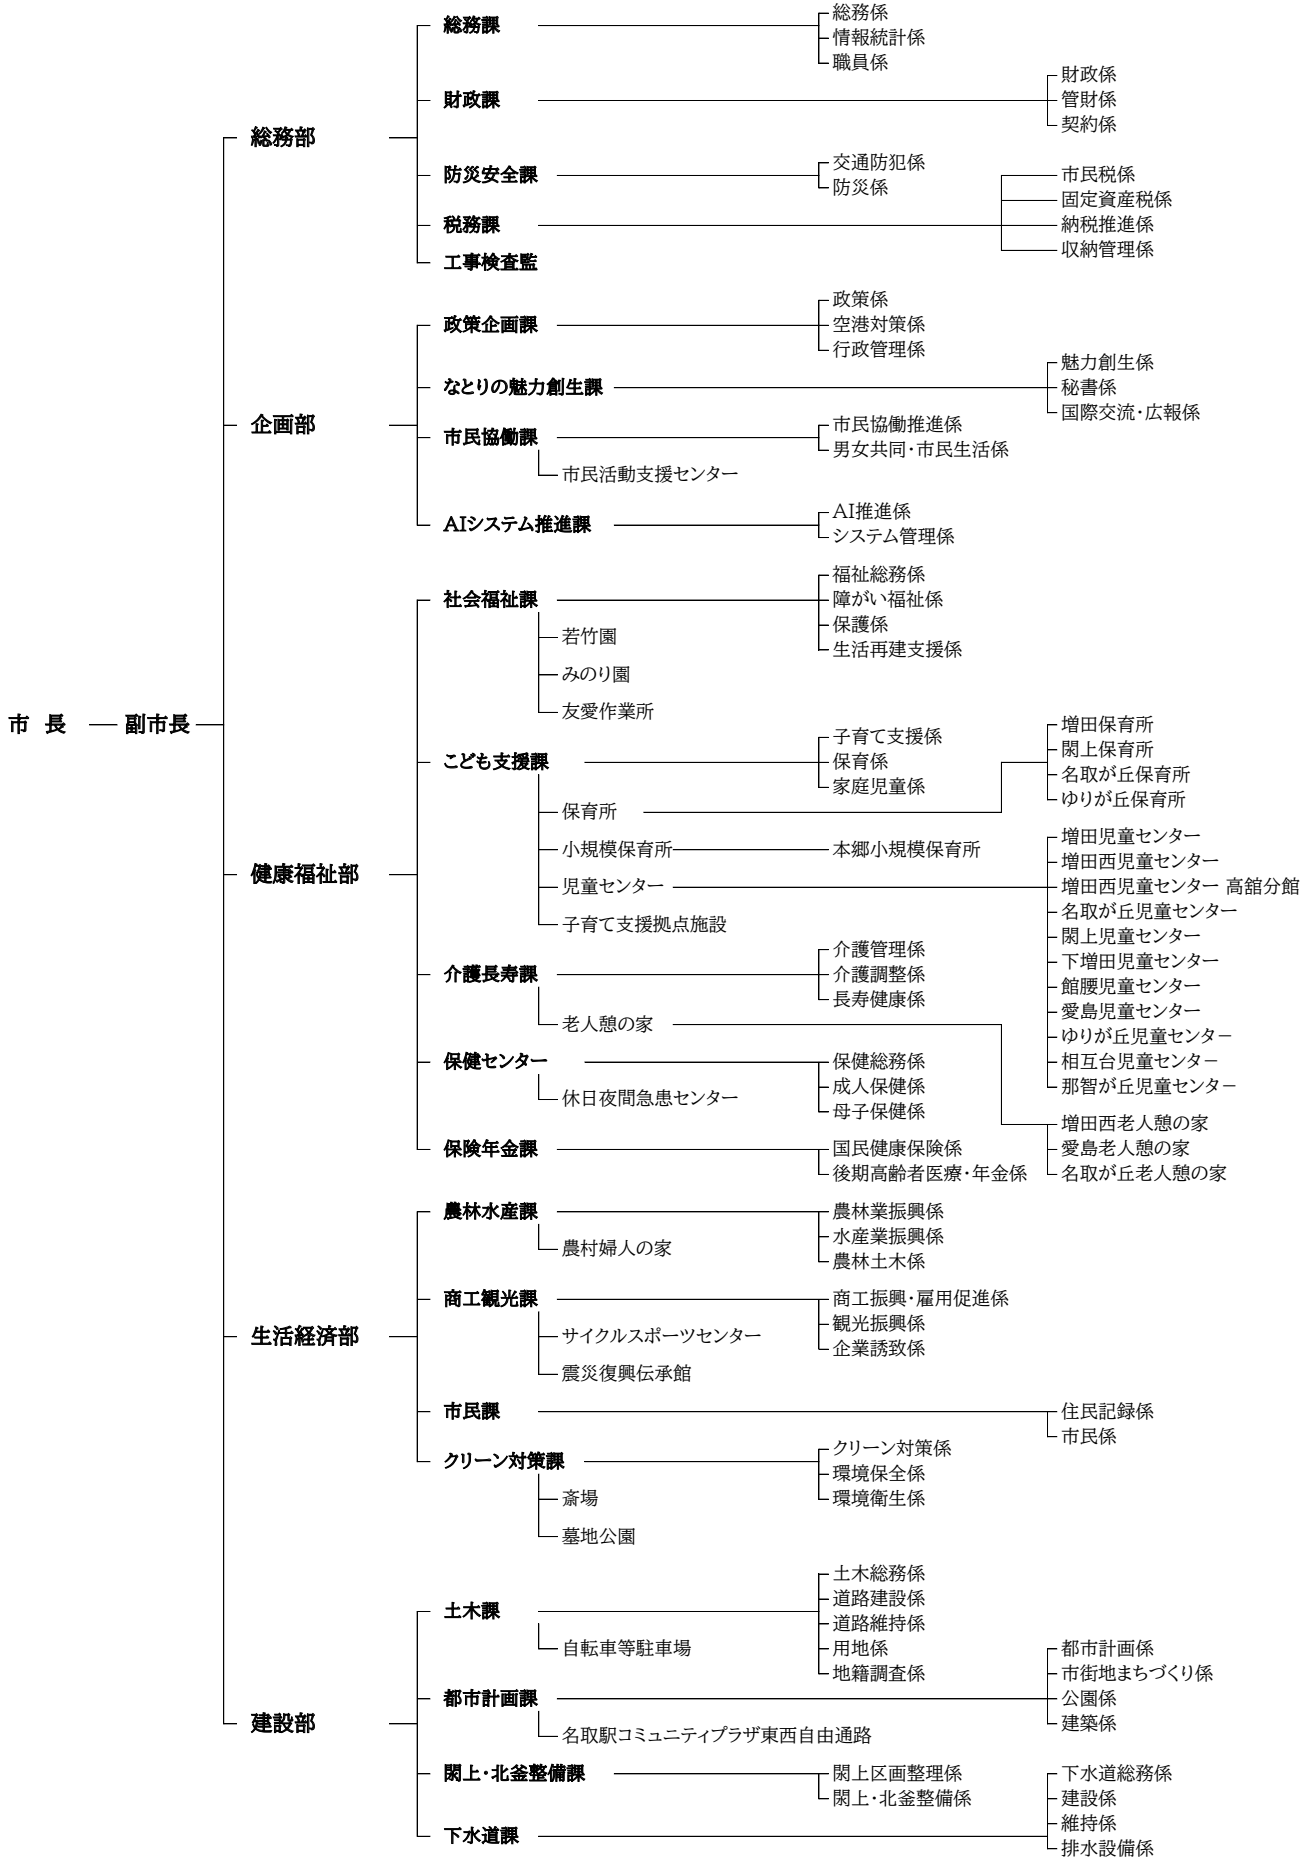 市 長
副市長
総務部
総務課
総務係
情報統計係
職員係
財政課
財政係
管財係
契約係
防災安全課
交通防犯係
防災係
税務課
市民税係
固定資産税係
納税推進係
収納管理係
工事検査監
企画部
政策企画課
政策係
空港対策係
行政管理係
なとりの魅力創生課
魅力創生係
秘書係
国際交流・広報係
市民協働課
市民協働推進係
男女共同・市民生活係
市民活動支援センター
AIシステム推進課
AI推進係
システム管理係
健康福祉部
社会福祉課
福祉総務係
障がい福祉係
保護係
生活再建支援係
若竹園
みのり園
友愛作業所
こども支援課
子育て支援係
保育係
家庭児童係
保育所
増田保育所
閖上保育所
名取が丘保育所
ゆりが丘保育所
小規模保育所
本郷小規模保育所
児童センター
増田児童センター
増田西児童センター
増田西児童センター 高舘分館
名取が丘児童センター
閖上児童センター
下増田児童センター
館腰児童センター
愛島児童センター
ゆりが丘児童センタ－
相互台児童センタ－
那智が丘児童センタ－
子育て支援拠点施設
介護長寿課
介護管理係
介護調整係
長寿健康係
老人憩の家
増田西老人憩の家
愛島老人憩の家
名取が丘老人憩の家
保健センター
保健総務係
成人保健係
母子保健係
休日夜間急患センター
保険年金課
国民健康保険係
後期高齢者医療・年金係
生活経済部
農林水産課
農林業振興係
水産業振興係
農林土木係
農村婦人の家
商工観光課
商工振興・雇用促進係
観光振興係
企業誘致係
サイクルスポーツセンター
震災復興伝承館
市民課
住民記録係
市民係
クリーン対策課
クリーン対策係
環境保全係
環境衛生係
斎場
墓地公園
建設部
土木課
土木総務係
道路建設係
道路維持係
用地係
地籍調査係
自転車等駐車場
都市計画課
都市計画係
市街地まちづくり係
公園係
建築係
名取駅コミュニティプラザ東西自由通路
閖上・北釜整備課
閖上区画整理係
閖上・北釜整備係
下水道課
下水道総務係
建設係
維持係
排水設備係